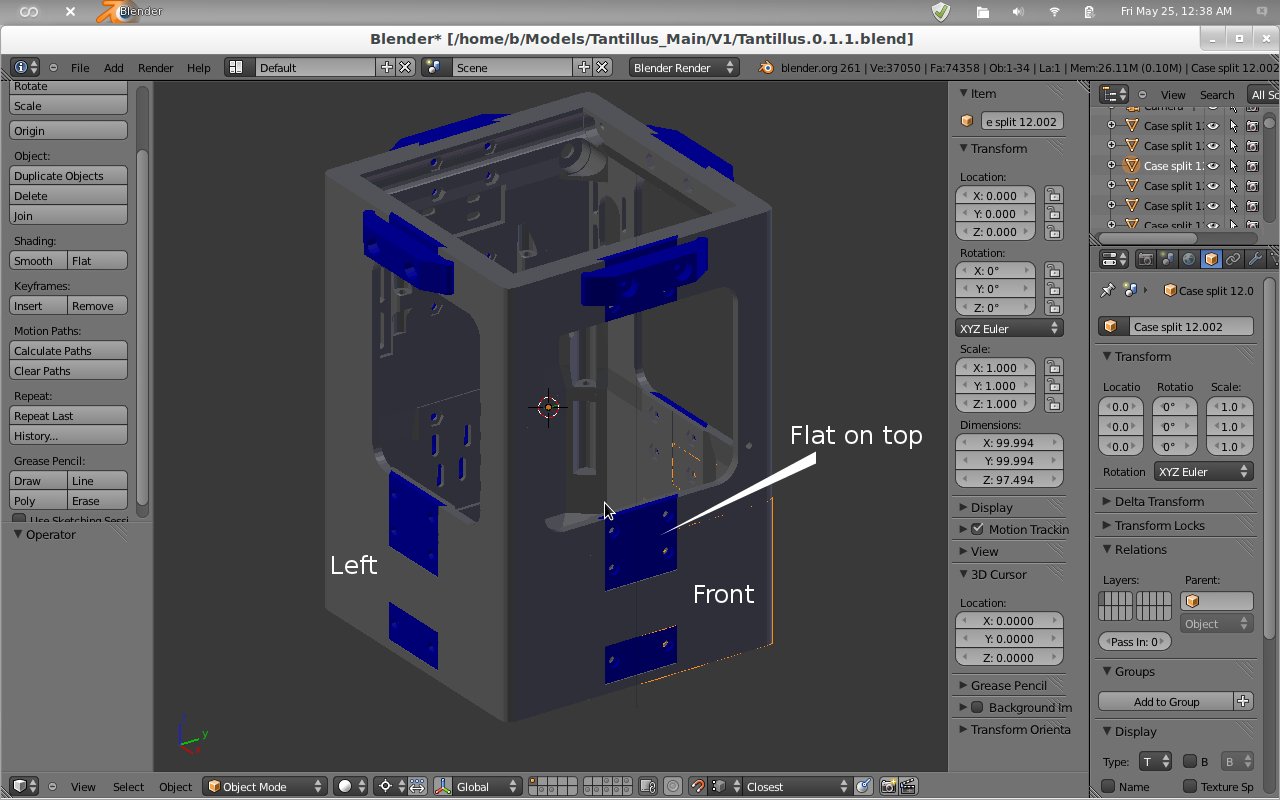 Blender
Fri May 25, 12:38 AM
Blender* [/home/b/Models/Tantillus_Main/V1/Tantillus.0.1.1.blend]
File Add Render Help Default Scene Blender Render blender.org 261 | Ve:37050 | Fa:74358 | Ob:1-34 | La:1 | Mem:26.11M (0.10M) | Case split 12.002
Rotate
Scale
Origin
Object:
Duplicate Objects
Delete
Join
Shading:
Smooth Flat
Keyframes:
Insert Remove
Motion Paths:
Calculate Paths
Clear Paths
Repeat:
Repeat Last
History...
Grease Pencil:
Draw Line
Poly Erase
Use Sketching Sessi
Operator
Flat on top
Left
Front
z
y
x
Item
e split 12.002
Transform
Location:
X: 0.000
Y: 0.000
Z: 0.000
Rotation:
X: 0°
Y: 0°
Z: 0°
XYZ Euler
Scale:
X: 1.000
Y: 1.000
Z: 1.000
Dimensions:
X: 99.994
Y: 99.994
Z: 97.494
Display
Motion Trackin
View
3D Cursor
Location:
X: 0.0000
Y: 0.0000
Z: 0.0000
Grease Pencil
Background Im
Transform Orienta
View Search All Sc
Camera
Case split 1
Case split 1
Case split 1
Case split 1
Case split 1
Case split 1
Case split 12.0
Case split 12.002
Transform
Locatio Rotatio Scale:
0.0 0° 1.0
0.0 0° 1.0
0.0 0° 1.0
Rotation XYZ Euler
Delta Transform
Transform Locks
Relations
Layers: Parent:
Object
Pass In: 0
Groups
Add to Group
Display
Type: T B B
Name Texture Sp
View Select Object Object Mode Global Closest